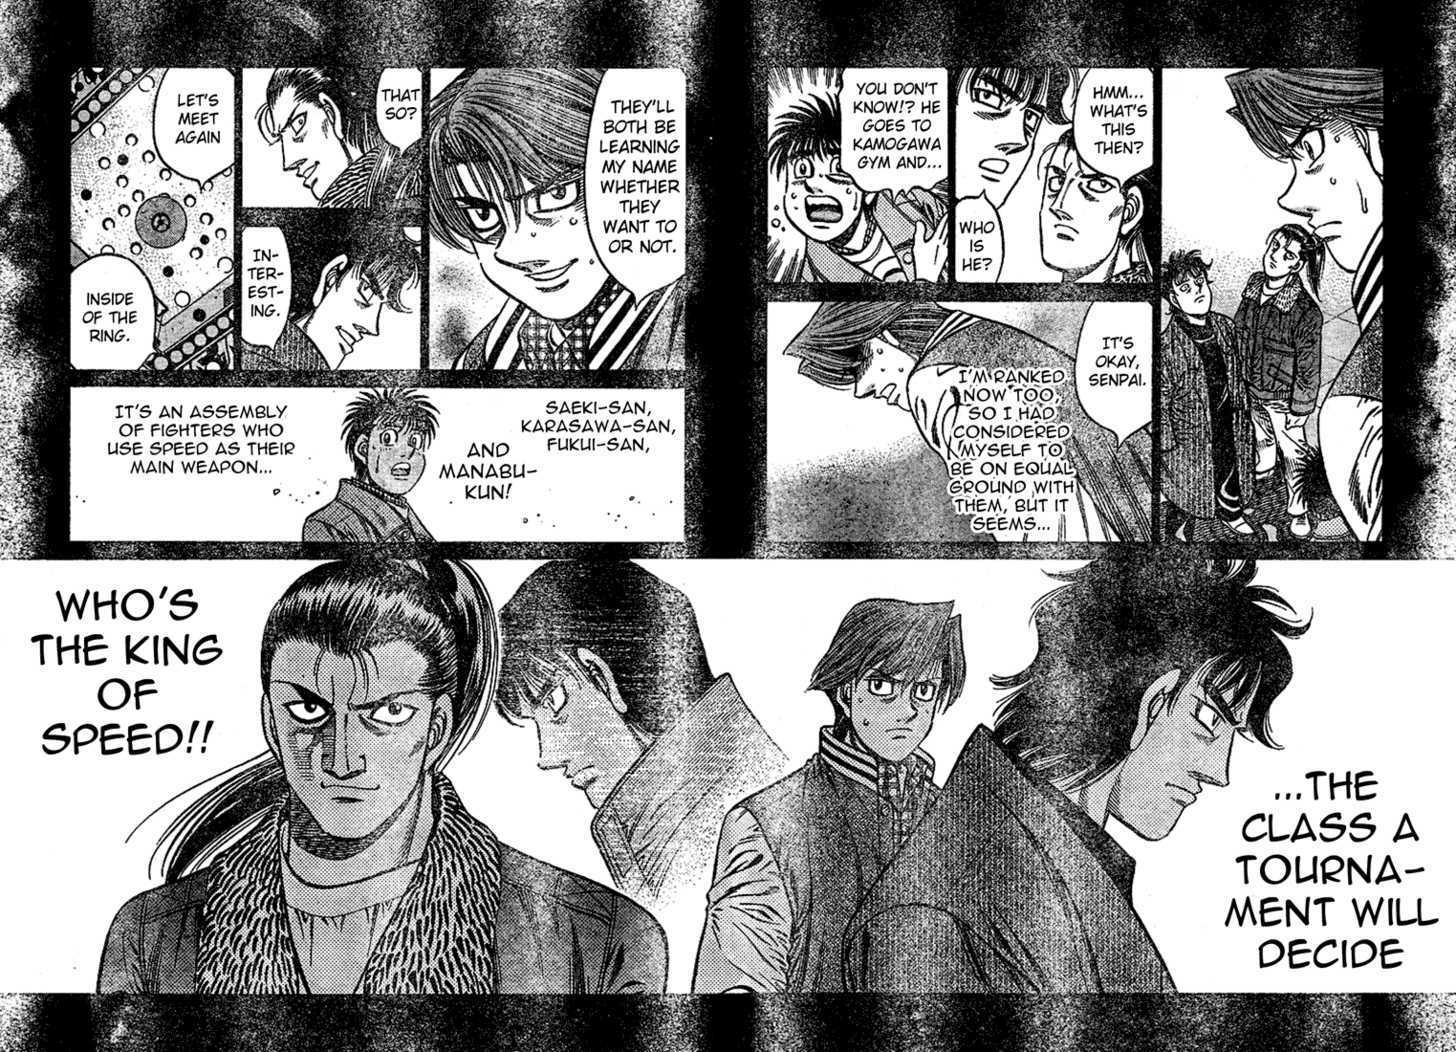 HMM...
WHAT'S
THIS
THEN?
WHO
IS
HE?
YOU DON'T
KNOW!? HE
GOES TO
KAMOGAWA
GYM AND...
IT'S
OKAY,
SENPAI.
I'M RANKED
NOW TOO,
SO I HAD
CONSIDERED
MYSELF TO
BE ON EQUAL
GROUND WITH
THEM, BUT IT
SEEMS...
THEY'LL
BOTH BE
LEARNING
MY NAME
WHETHER
THEY
WANT TO
OR NOT.
THAT
SO?
IN-
TER-
EST-
ING.
LET'S
MEET
AGAIN
INSIDE
OF THE
RING.
SAEKI-SAN,
KARASAWA-SAN,
FUKUI-SAN,
AND
MANABU-
KUN!
IT'S AN ASSEMBLY
OF FIGHTERS WHO
USE SPEED AS THEIR
MAIN WEAPON...
...THE
CLASS A
TOURNA-
MENT WILL
DECIDE
WHO'S
THE KING
OF
SPEED!!